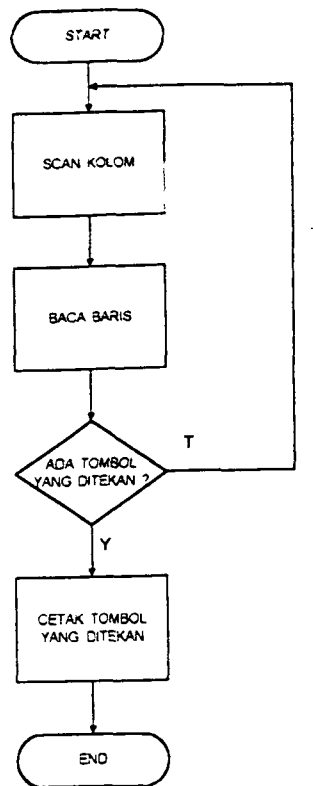 START
SCAN KOLOM
BACA BARIS
ADA TOMBOL
YANG DITEKAN ?
T
Y
CETAK TOMBOL
YANG DITEKAN
END